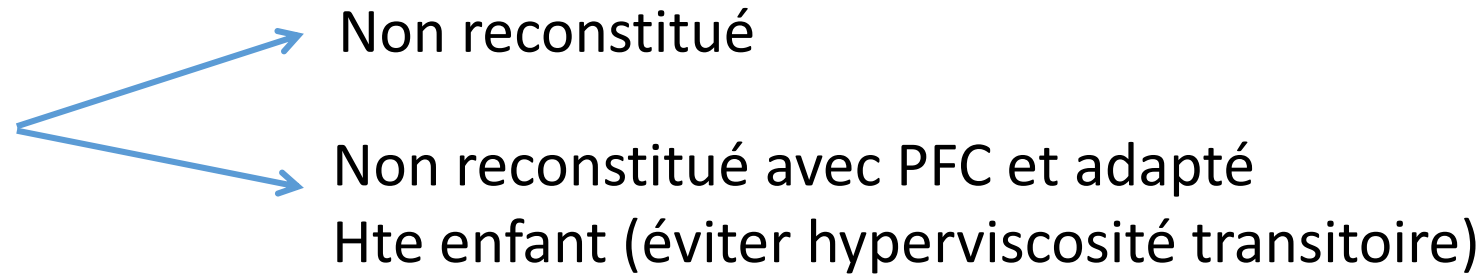 Non reconstitué
Non reconstitué avec PFC et adapté
Hte enfant (éviter hyperviscosité transitoire)